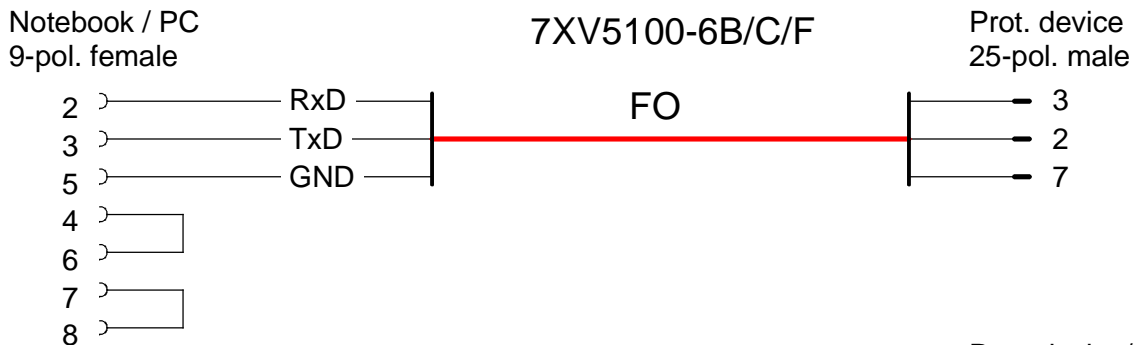 Notebook / PC
9-pol. female
7XV5100-6B/C/F
Prot. device
25-pol. male
2 RxD FO 3
3 TxD 2
5 GND 7
4
6
7
8